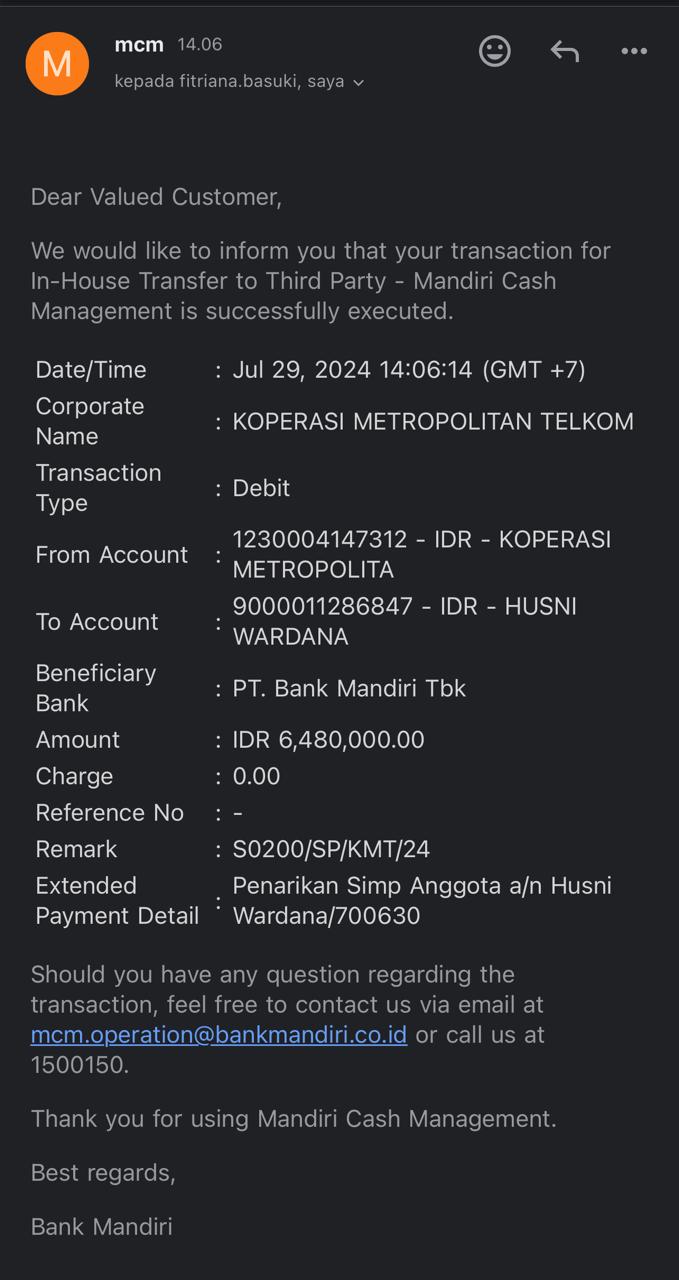 M
mcm 14.06
kepada fitriana.basuki, saya
Dear Valued Customer,
We would like to inform you that your transaction for
In-House Transfer to Third Party - Mandiri Cash
Management is successfully executed.
Date/Time : Jul 29, 2024 14:06:14 (GMT +7)
Corporate
Name : KOPERASI METROPOLITAN TELKOM
Transaction
Type : Debit
From Account : 1230004147312 - IDR - KOPERASI
METROPOLITA
To Account : 9000011286847 - IDR - HUSNI
WARDANA
Beneficiary
Bank : PT. Bank Mandiri Tbk
Amount : IDR 6,480,000.00
Charge : 0.00
Reference No : -
Remark : S0200/SP/KMT/24
Extended
Payment Detail : Penarikan Simp Anggota a/n Husni
Wardana/700630
Should you have any question regarding the
transaction, feel free to contact us via email at
mcm.operation@bankmandiri.co.id or call us at
1500150.
Thank you for using Mandiri Cash Management.
Best regards,
Bank Mandiri